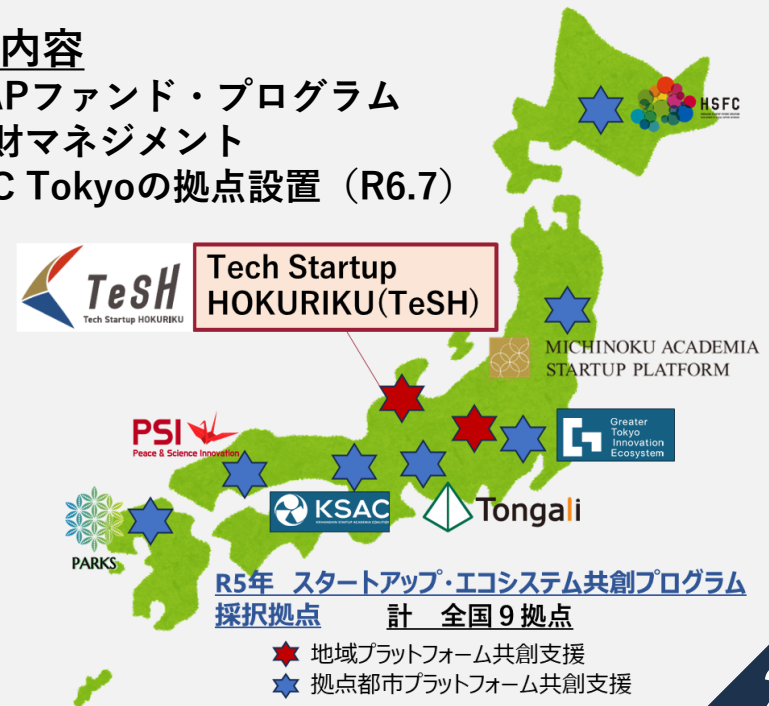 内容
APファンド・プログラム
財マネジメント
C Tokyoの拠点設置（R6.7）
HSFC
TeSH
Tech Startup HOKURIKU
Tech Startup
HOKURIKU(TeSH)
MICHINOKU ACADEMIA
STARTUP PLATFORM
PSI
Peace & Science Innovation
Greater
Tokyo
Innovation
Ecosystem
KSAC
Tongali
PARKS
R5年 スタートアップ・エコシステム共創プログラム
採択拠点 計 全国９拠点
地域プラットフォーム共創支援
拠点都市プラットフォーム共創支援